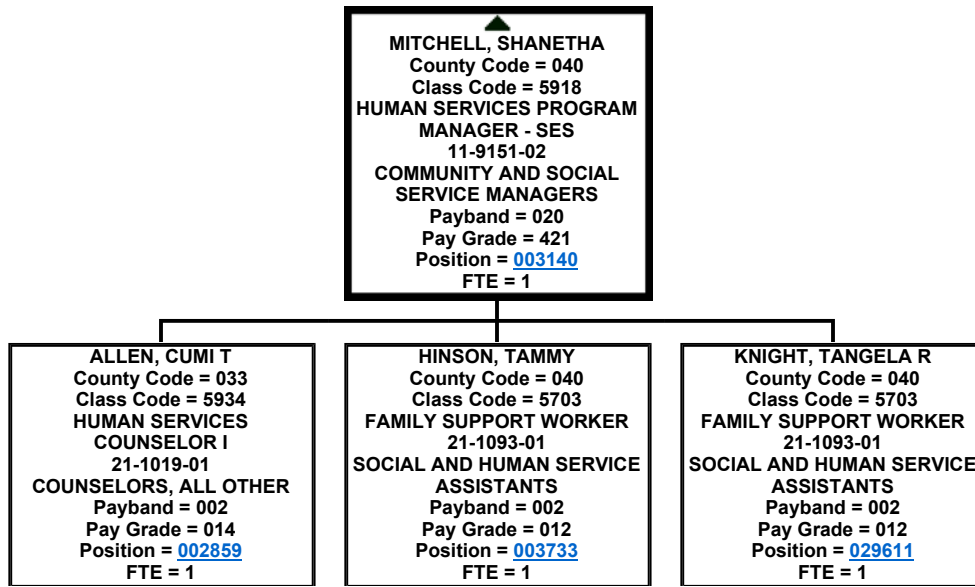 MITCHELL, SHANETHA
County Code = 040
Class Code = 5918
HUMAN SERVICES PROGRAM
MANAGER - SES
11-9151-02
COMMUNITY AND SOCIAL
SERVICE MANAGERS
Payband = 020
Pay Grade = 421
Position = 003140
FTE = 1
ALLEN, CUMI T
County Code = 033
Class Code = 5934
HUMAN SERVICES
COUNSELOR I
21-1019-01
COUNSELORS, ALL OTHER
Payband = 002
Pay Grade = 014
Position = 002859
FTE = 1
HINSON, TAMMY
County Code = 040
Class Code = 5703
FAMILY SUPPORT WORKER
21-1093-01
SOCIAL AND HUMAN SERVICE
ASSISTANTS
Payband = 002
Pay Grade = 012
Position = 003733
FTE = 1
KNIGHT, TANGELA R
County Code = 040
Class Code = 5703
FAMILY SUPPORT WORKER
21-1093-01
SOCIAL AND HUMAN SERVICE
ASSISTANTS
Payband = 002
Pay Grade = 012
Position = 029611
FTE = 1